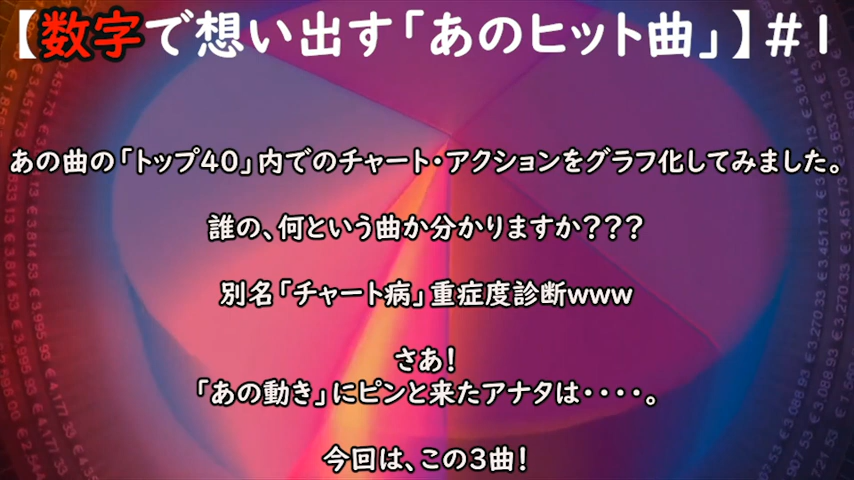 【数字で想い出す「あのヒット曲」】＃１
あの曲の「トップ４０」内でのチャート・アクションをグラフ化してみました。
誰の、何という曲か分かりますか？？？
別名「チャート病」重症度診断ｗｗｗ
さあ！
「あの動き」にピンと来たアナタは・・・・。
今回は、この３曲！